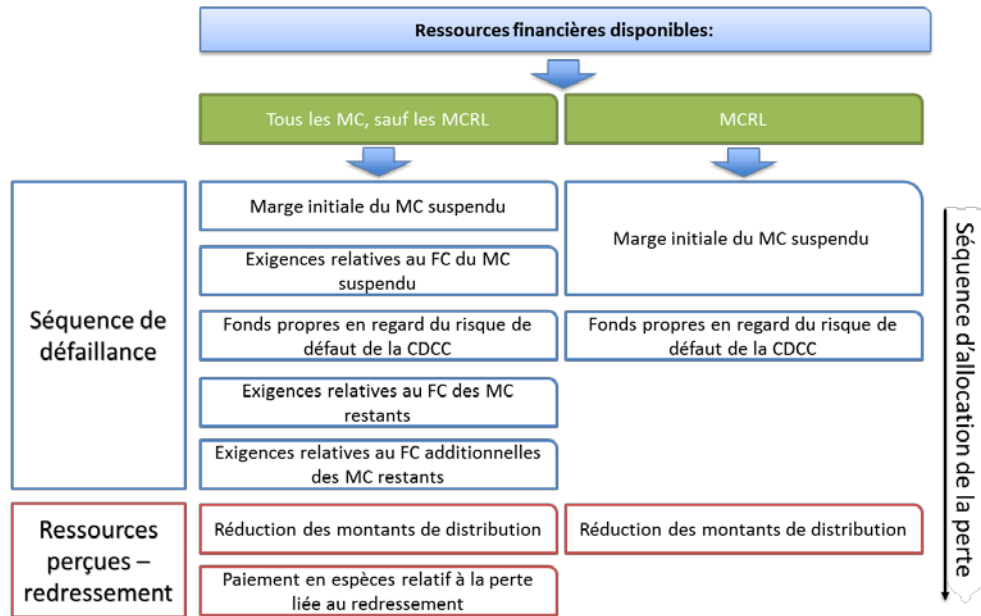 Ressources financières disponibles:
Tous les MC, sauf les MCRL
MCRL
Séquence de
défaillance
Marge initiale du MC suspendu
Exigences relatives au FC du MC
suspendu
Marge initiale du MC suspendu
Fonds propres en regard du risque de
défaut de la CDCC
Fonds propres en regard du risque de
défaut de la CDCC
Exigences relatives au FC des MC
restants
Exigences relatives au FC additionnelles
des MC restants
Ressources
perçues –
redressement
Réduction des montants de distribution
Réduction des montants de distribution
Paiement en espèces relatif à la perte
liée au redressement
Séquence d'allocation de la perte